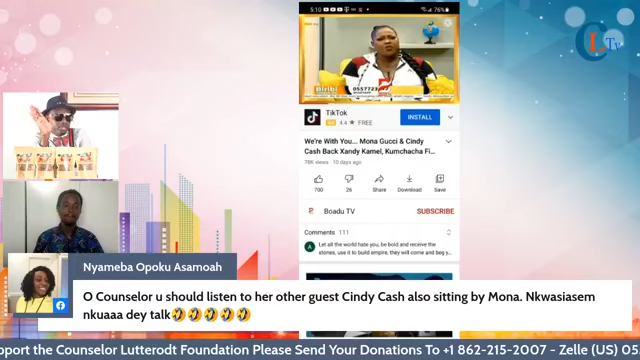 5:10
76%
CLTv
Biribi
0557723
TikTok
Ad 4.4 ★ FREE
INSTALL
We're With You... Mona Gucci & Cindy
Cash Back Xandy Kamel, Kumchacha Fi...
78K views · 10 days ago
700
26
Share
Download
Save
Boadu TV
SUBSCRIBE
Comments 111
Let all the world hate you, be bold and receive the
stones, use it to build empire, they will come and beg y...
Nyameba Opoku Asamoah
O Counselor u should listen to her other guest Cindy Cash also sitting by Mona. Nkwasiasem
nkuaaa dey talk🤣🤣🤣🤣🤣
pport the Counselor Lutterodt Foundation Please Send Your Donations To +1 862-215-2007 - Zelle (US) O